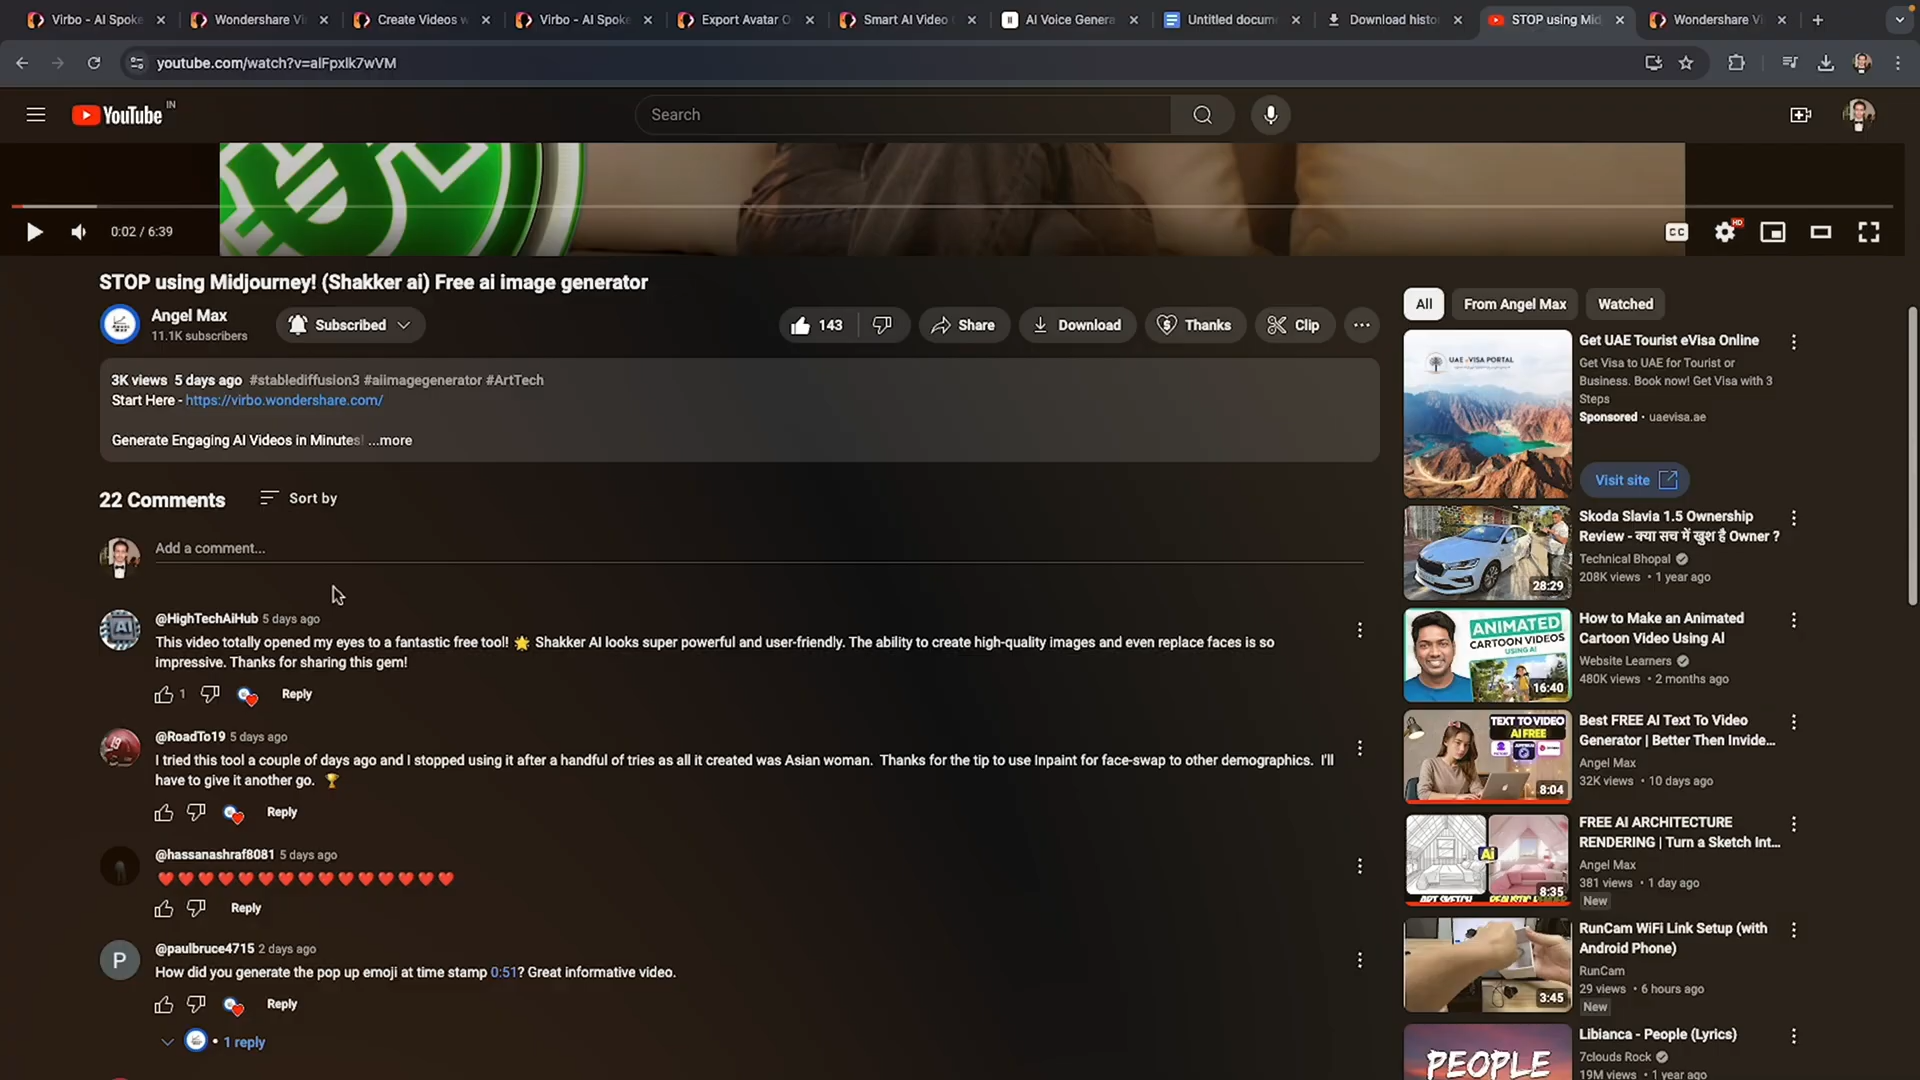 Virbo - AI Spoke
Wondershare Vi
Create Videos w
Virbo - AI Spoke
Export Avatar O
Smart AI Video
AI Voice Genera
Untitled docum
Download histo
STOP using Mid
Wondershare Vi
youtube.com/watch?v=alFpxlk7wVM
YouTube IN
Search
0:02 / 6:39
CC
HD
STOP using Midjourney! (Shakker ai) Free ai image generator
Angel Max
11.1K subscribers
Subscribed
143
Share
Download
Thanks
Clip
3K views 5 days ago #stablediffusion3 #aiimagegenerator #ArtTech
Start Here - https://virbo.wondershare.com/
Generate Engaging AI Videos in Minutes! ...more
22 Comments
Sort by
Add a comment...
@HighTechAiHub 5 days ago
This video totally opened my eyes to a fantastic free tool! 🌟 Shakker AI looks super powerful and user-friendly. The ability to create high-quality images and even replace faces is so
impressive. Thanks for sharing this gem!
1
Reply
@RoadTo19 5 days ago
I tried this tool a couple of days ago and I stopped using it after a handful of tries as all it created was Asian woman. Thanks for the tip to use Inpaint for face-swap to other demographics. I'll
have to give it another go. 🏆
Reply
@hassanashraf8081 5 days ago
❤❤❤❤❤❤❤❤❤❤❤❤❤❤❤
Reply
P
@paulbruce4715 2 days ago
How did you generate the pop up emoji at time stamp 0:51? Great informative video.
Reply
• 1 reply
All
From Angel Max
Watched
UAE eVISA PORTAL
Get UAE Tourist eVisa Online
Get Visa to UAE for Tourist or
Business. Book now! Get Visa with 3
Steps
Sponsored • uaevisa.ae
Visit site
28:29
Skoda Slavia 1.5 Ownership
Review - क्या सच में खुश है Owner ?
Technical Bhopal
208K views • 1 year ago
ANIMATED
CARTOON VIDEOS
USING AI
16:40
How to Make an Animated
Cartoon Video Using AI
Website Learners
480K views • 2 months ago
TEXT TO VIDEO
AI FREE
8:04
Best FREE AI Text To Video
Generator | Better Then Invide...
Angel Max
32K views • 10 days ago
Ai
8:35
FREE AI ARCHITECTURE
RENDERING | Turn a Sketch Int...
Angel Max
381 views • 1 day ago
New
3:45
RunCam WiFi Link Setup (with
Android Phone)
RunCam
29 views • 6 hours ago
New
PEOPLE
Libianca - People (Lyrics)
7clouds Rock
19M views • 1 year ago